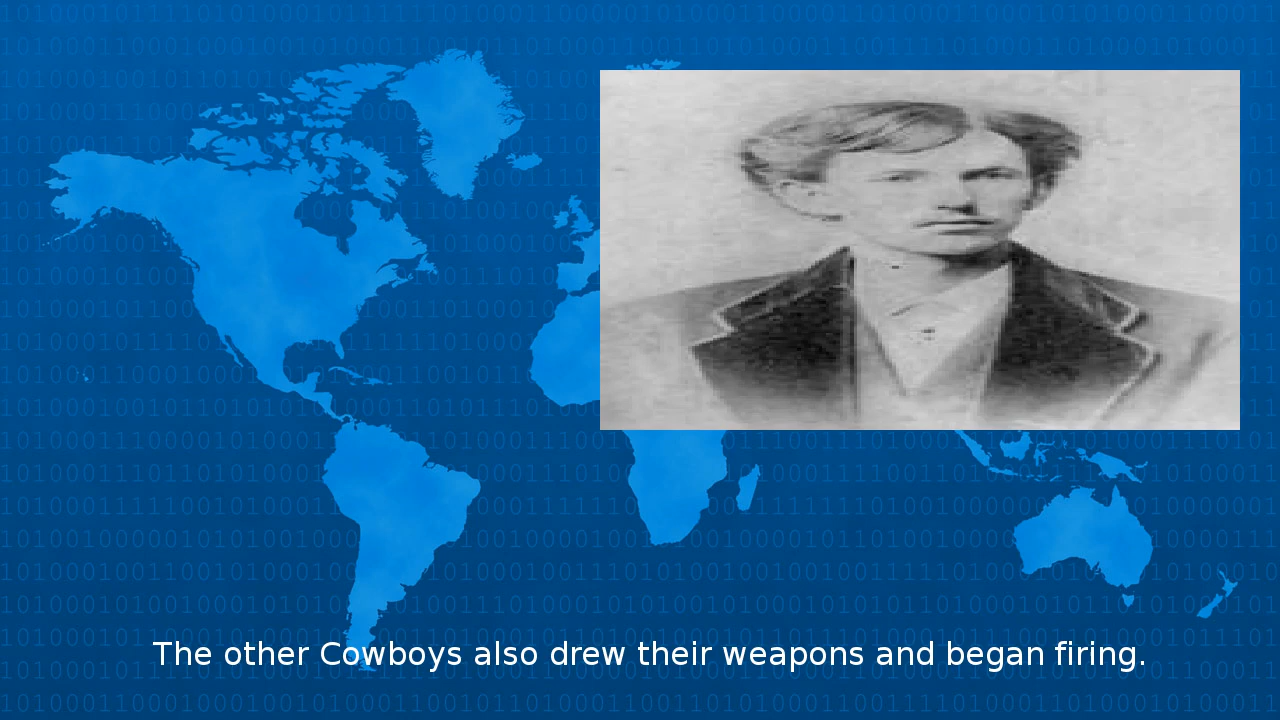 The other Cowboys also drew their weapons and began firing.